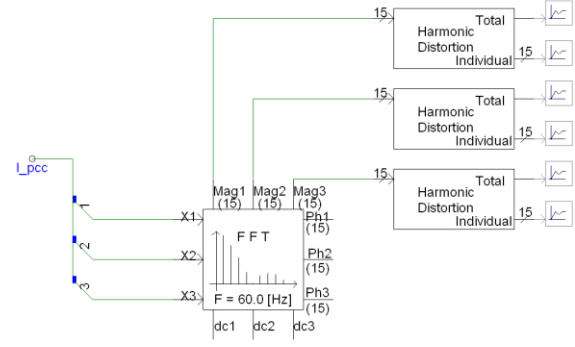 15
Total
Harmonic
Distortion
Individual
15
15
Total
Harmonic
Distortion
Individual
15
15
Total
Harmonic
Distortion
Individual
15
I_pcc
1
2
3
Mag1 Mag2 Mag3
(15) (15) (15)
X1
X2
X3
FFT
F = 60.0 [Hz]
Ph1
(15)
Ph2
(15)
Ph3
(15)
dc1 dc2 dc3